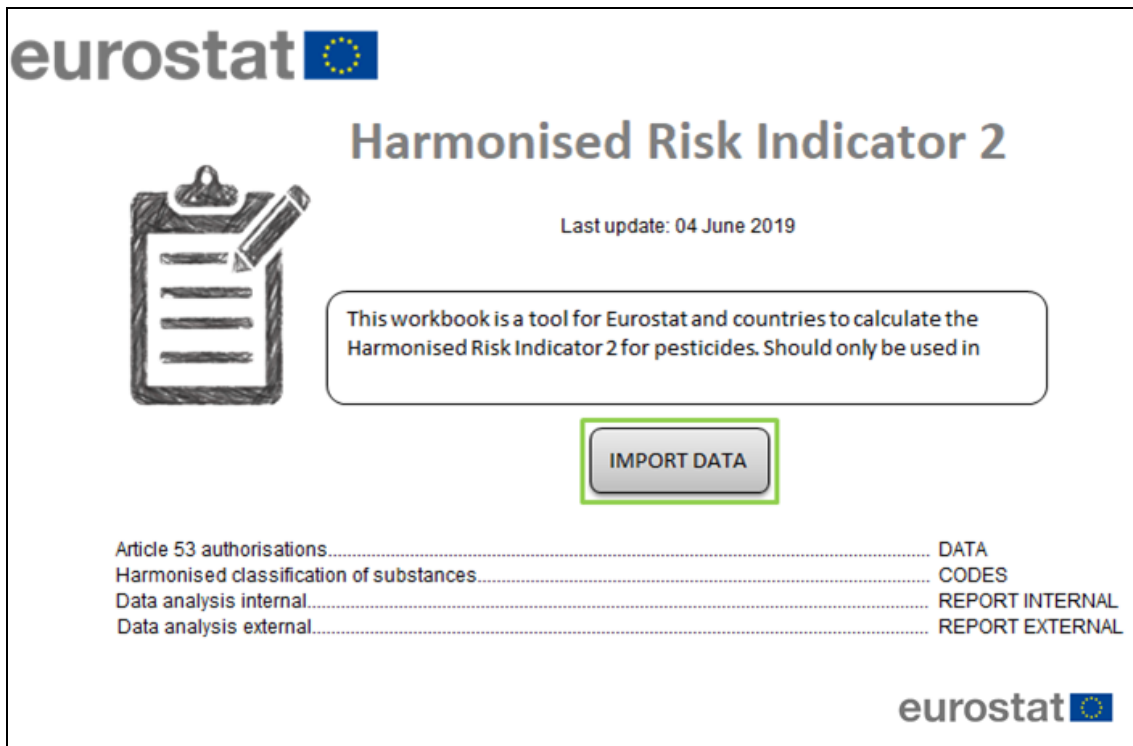 eurostat
Harmonised Risk Indicator 2
Last update: 04 June 2019
This workbook is a tool for Eurostat and countries to calculate the
Harmonised Risk Indicator 2 for pesticides. Should only be used in
IMPORT DATA
Article 53 authorisations........................................ DATA
Harmonised classification of substances........................................ CODES
Data analysis internal........................................ REPORT INTERNAL
Data analysis external........................................ REPORT EXTERNAL
eurostat